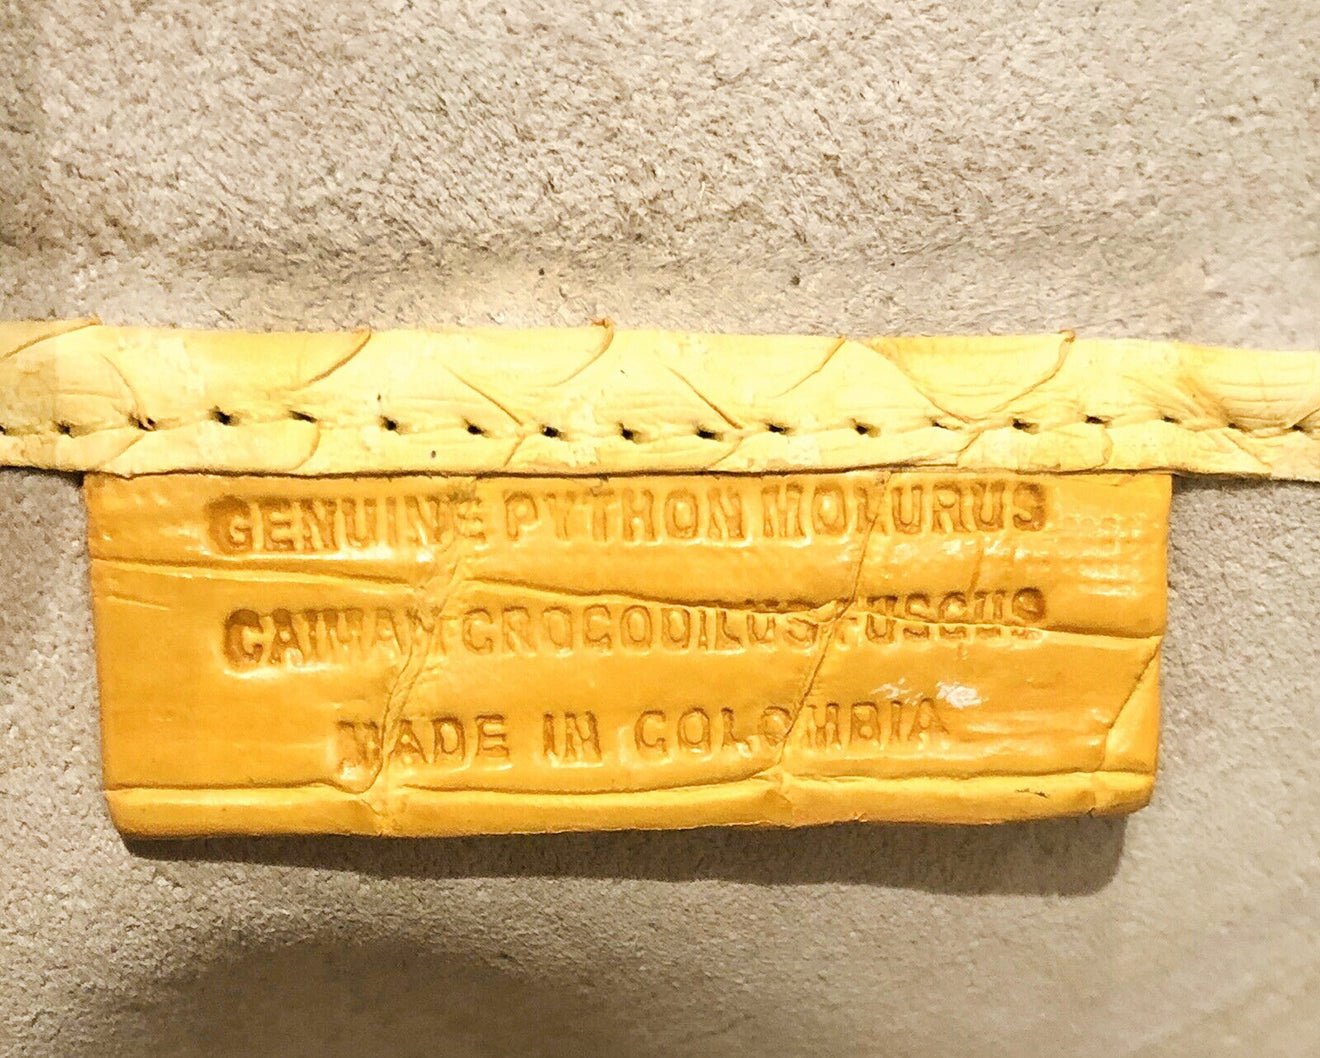 GENUINE PYTHON MOLURUS
CAIMAN CROCODILUS FUSCUS
MADE IN COLOMBIA